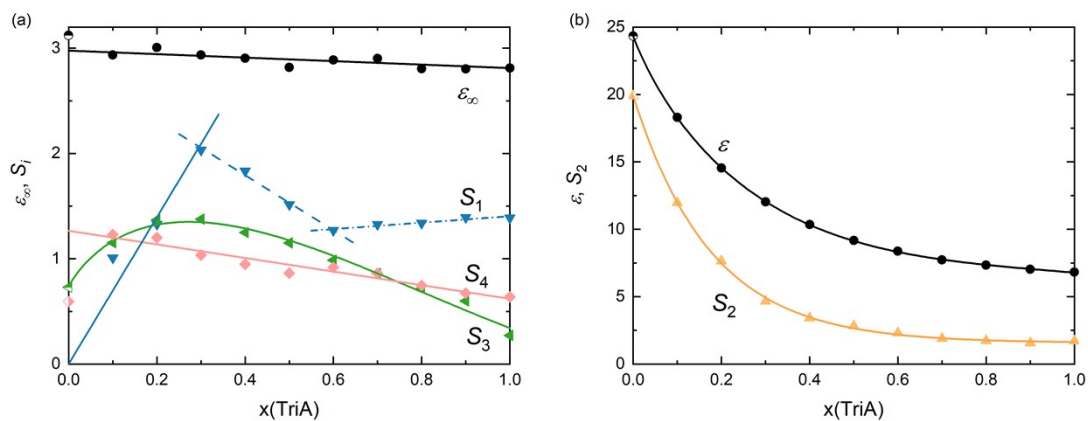 (a)
3
2
1
0
ε∞, Sᵢ
ε∞
S₁
S₄
S₃
0.0 0.2 0.4 0.6 0.8 1.0
x(TriA)
(b)
25
20
15
10
5
0
ε, S₂
ε
S₂
0.0 0.2 0.4 0.6 0.8 1.0
x(TriA)